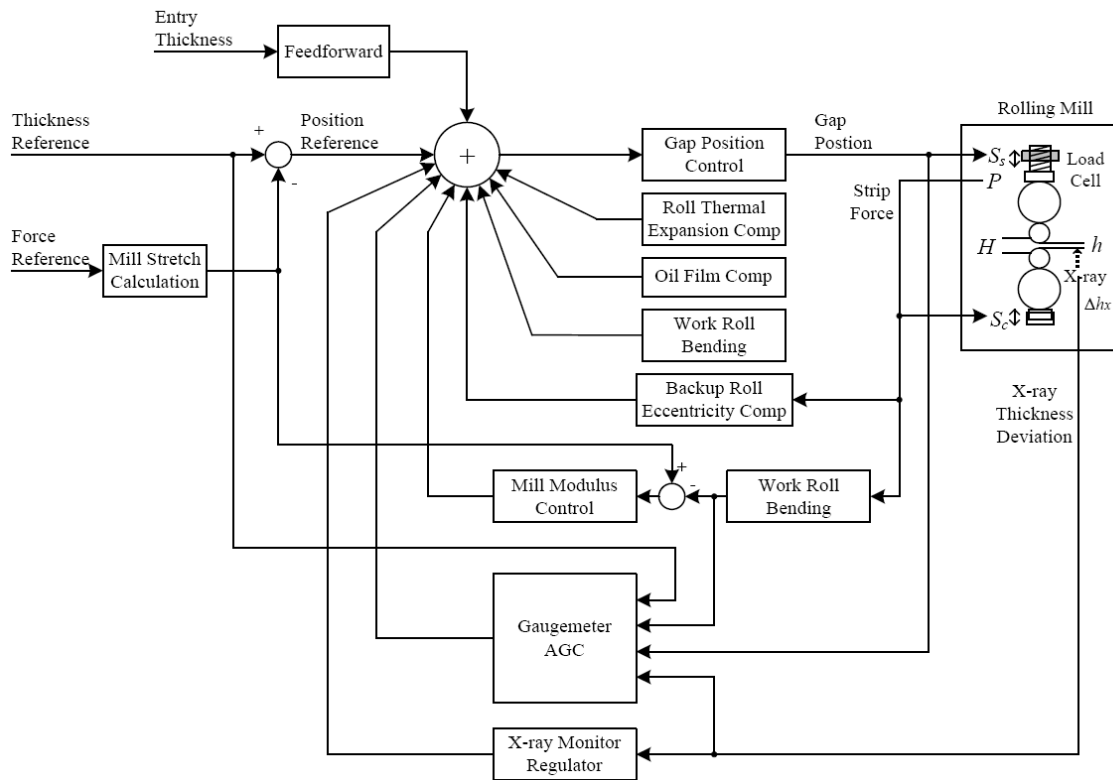 Entry
Thickness
Feedforward
Thickness
Reference
+
-
Position
Reference
+
Gap Position
Control
Gap
Postion
Rolling Mill
Ss
Load
Cell
P
Strip
Force
H
h
X-ray
Δhx
Sc
Roll Thermal
Expansion Comp
Force
Reference
Mill Stretch
Calculation
Oil Film Comp
Work Roll
Bending
Backup Roll
Eccentricity Comp
X-ray
Thickness
Deviation
+
-
Mill Modulus
Control
Work Roll
Bending
Gaugemeter
AGC
X-ray Monitor
Regulator